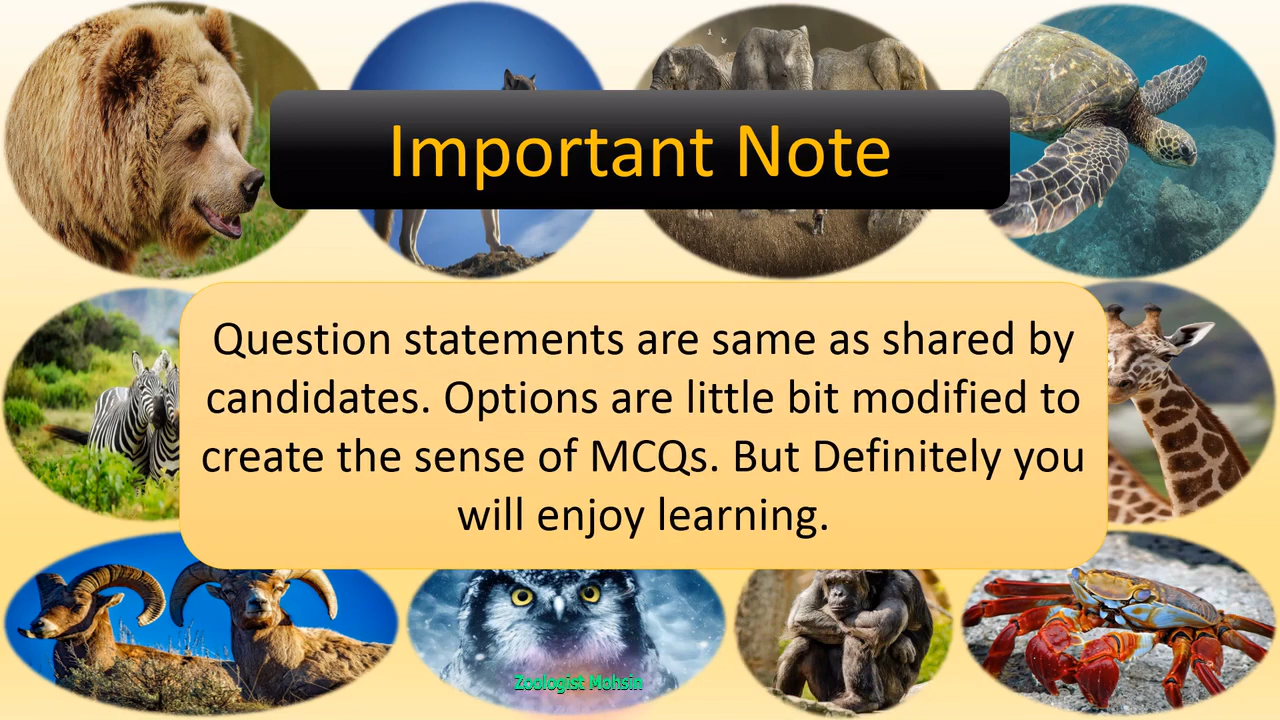 Important Note
Question statements are same as shared by
candidates. Options are little bit modified to
create the sense of MCQs. But Definitely you
will enjoy learning.
Zoologist Mohsin